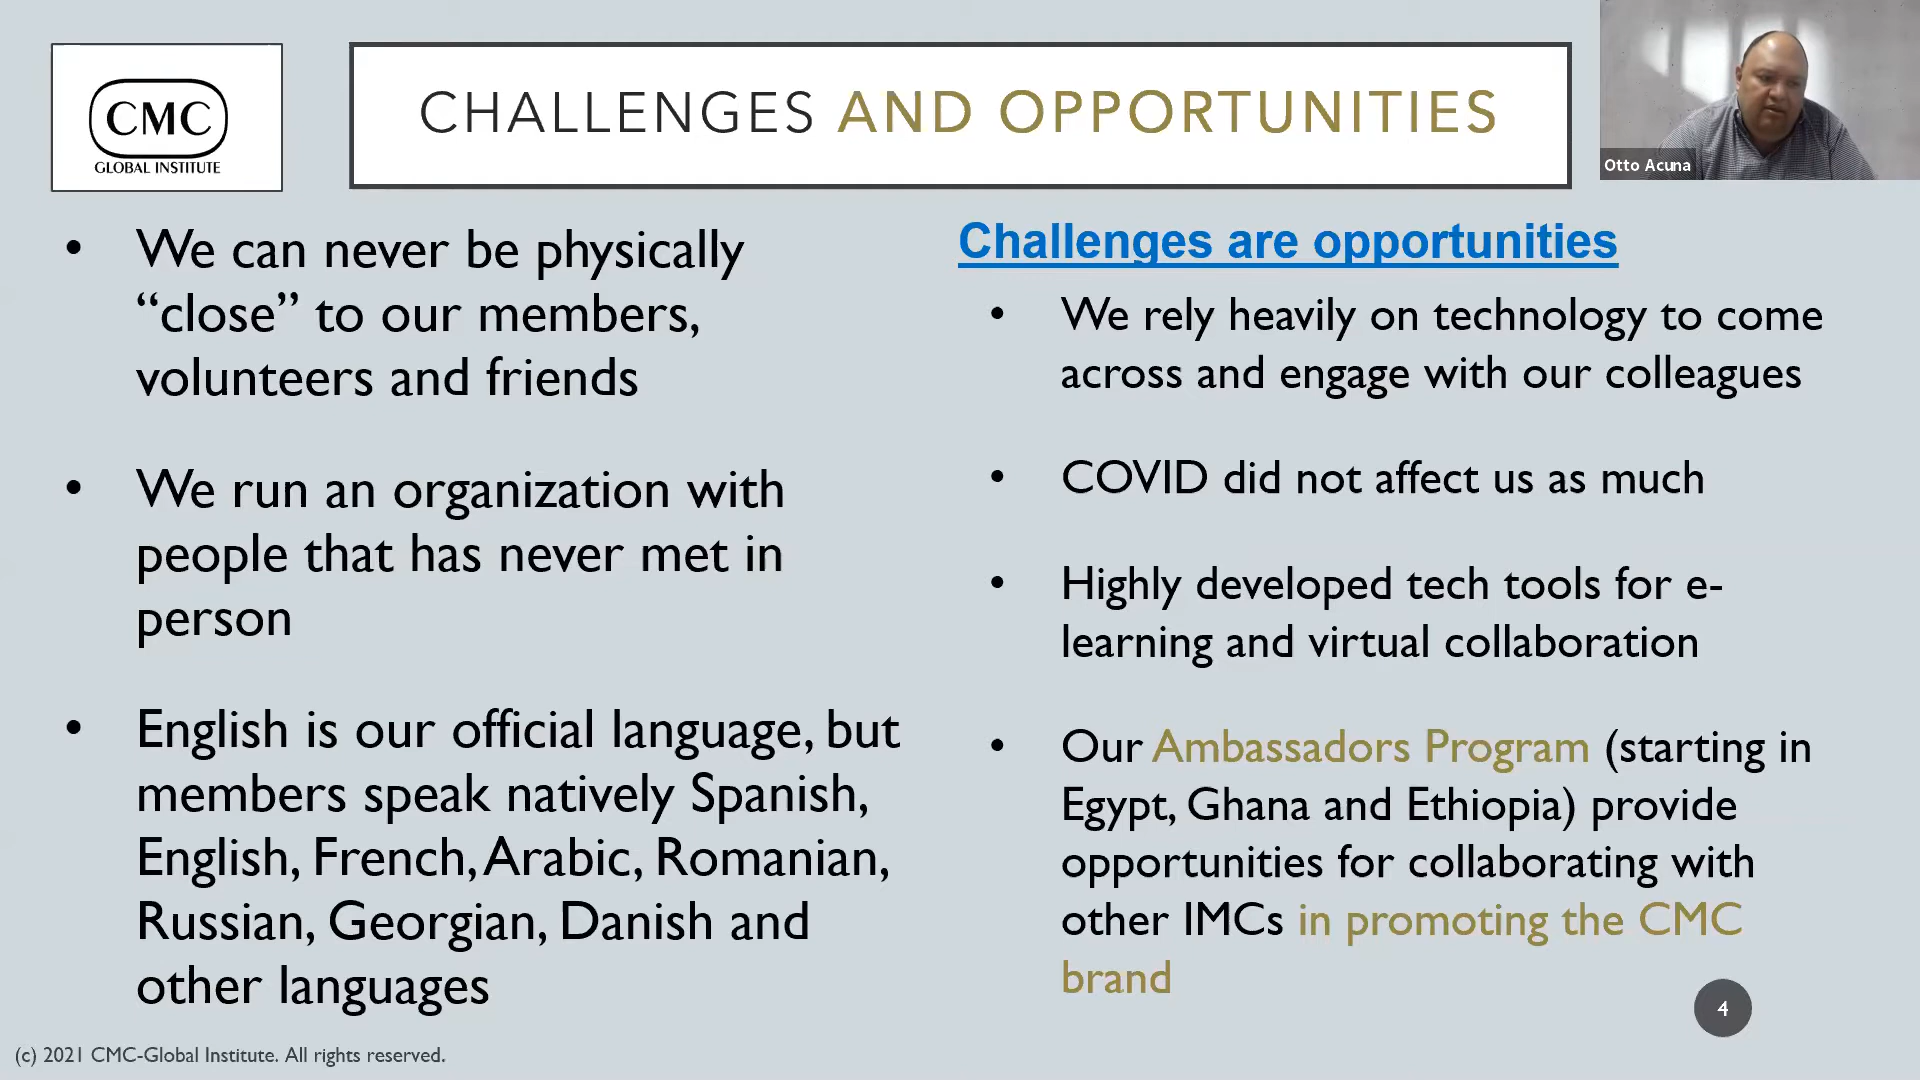 CMC
GLOBAL INSTITUTE
CHALLENGES AND OPPORTUNITIES
Otto Acuna
• We can never be physically
“close” to our members,
volunteers and friends
• We run an organization with
people that has never met in
person
• English is our official language, but
members speak natively Spanish,
English, French, Arabic, Romanian,
Russian, Georgian, Danish and
other languages
Challenges are opportunities
• We rely heavily on technology to come
across and engage with our colleagues
• COVID did not affect us as much
• Highly developed tech tools for e-
learning and virtual collaboration
• Our Ambassadors Program (starting in
Egypt, Ghana and Ethiopia) provide
opportunities for collaborating with
other IMCs in promoting the CMC
brand
4
(c) 2021 CMC-Global Institute. All rights reserved.